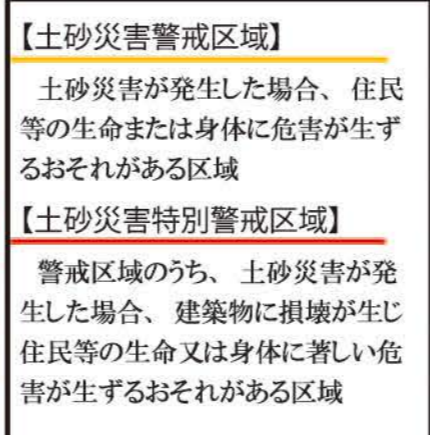 【土砂災害警戒区域】
土砂災害が発生した場合、住民
等の生命または身体に危害が生ず
るおそれがある区域
【土砂災害特別警戒区域】
警戒区域のうち、土砂災害が発
生した場合、建築物に損壊が生じ
住民等の生命又は身体に著しい危
害が生ずるおそれがある区域